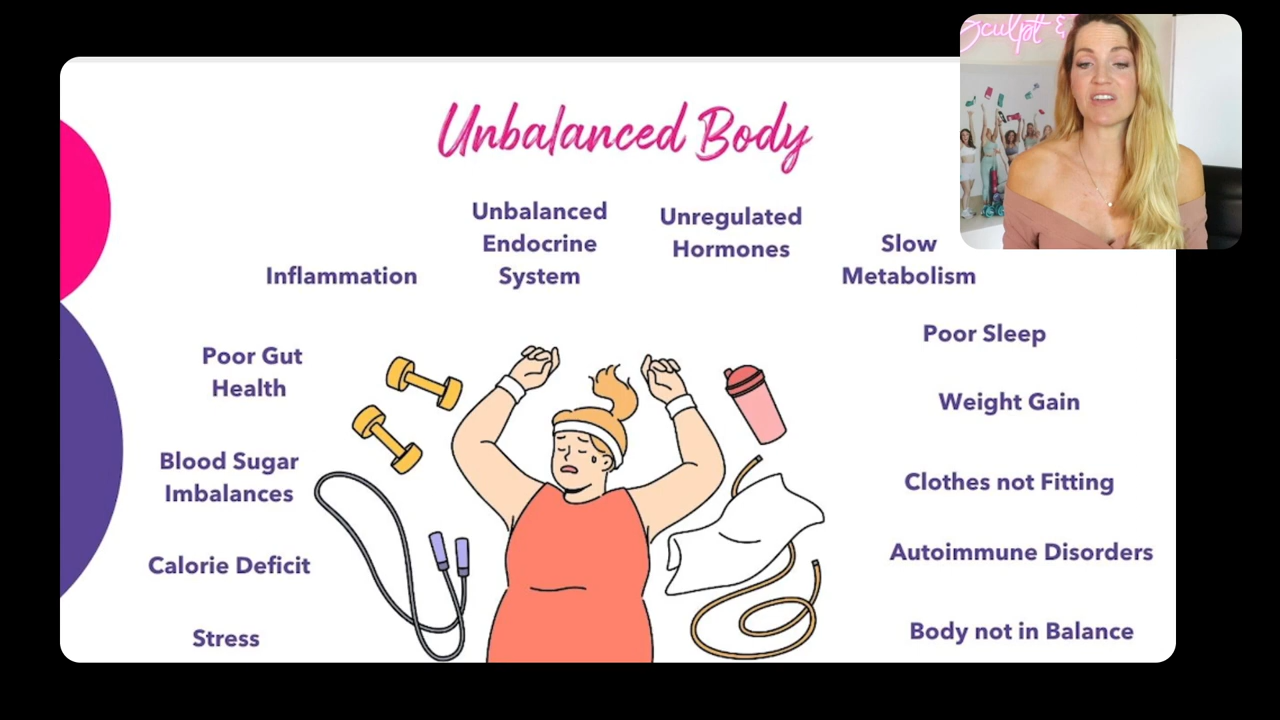 Sculpt &
Unbalanced Body
Unbalanced
Endocrine
System
Unregulated
Hormones
Slow
Metabolism
Inflammation
Poor Sleep
Poor Gut
Health
Weight Gain
Blood Sugar
Imbalances
Clothes not Fitting
Calorie Deficit
Autoimmune Disorders
Stress
Body not in Balance